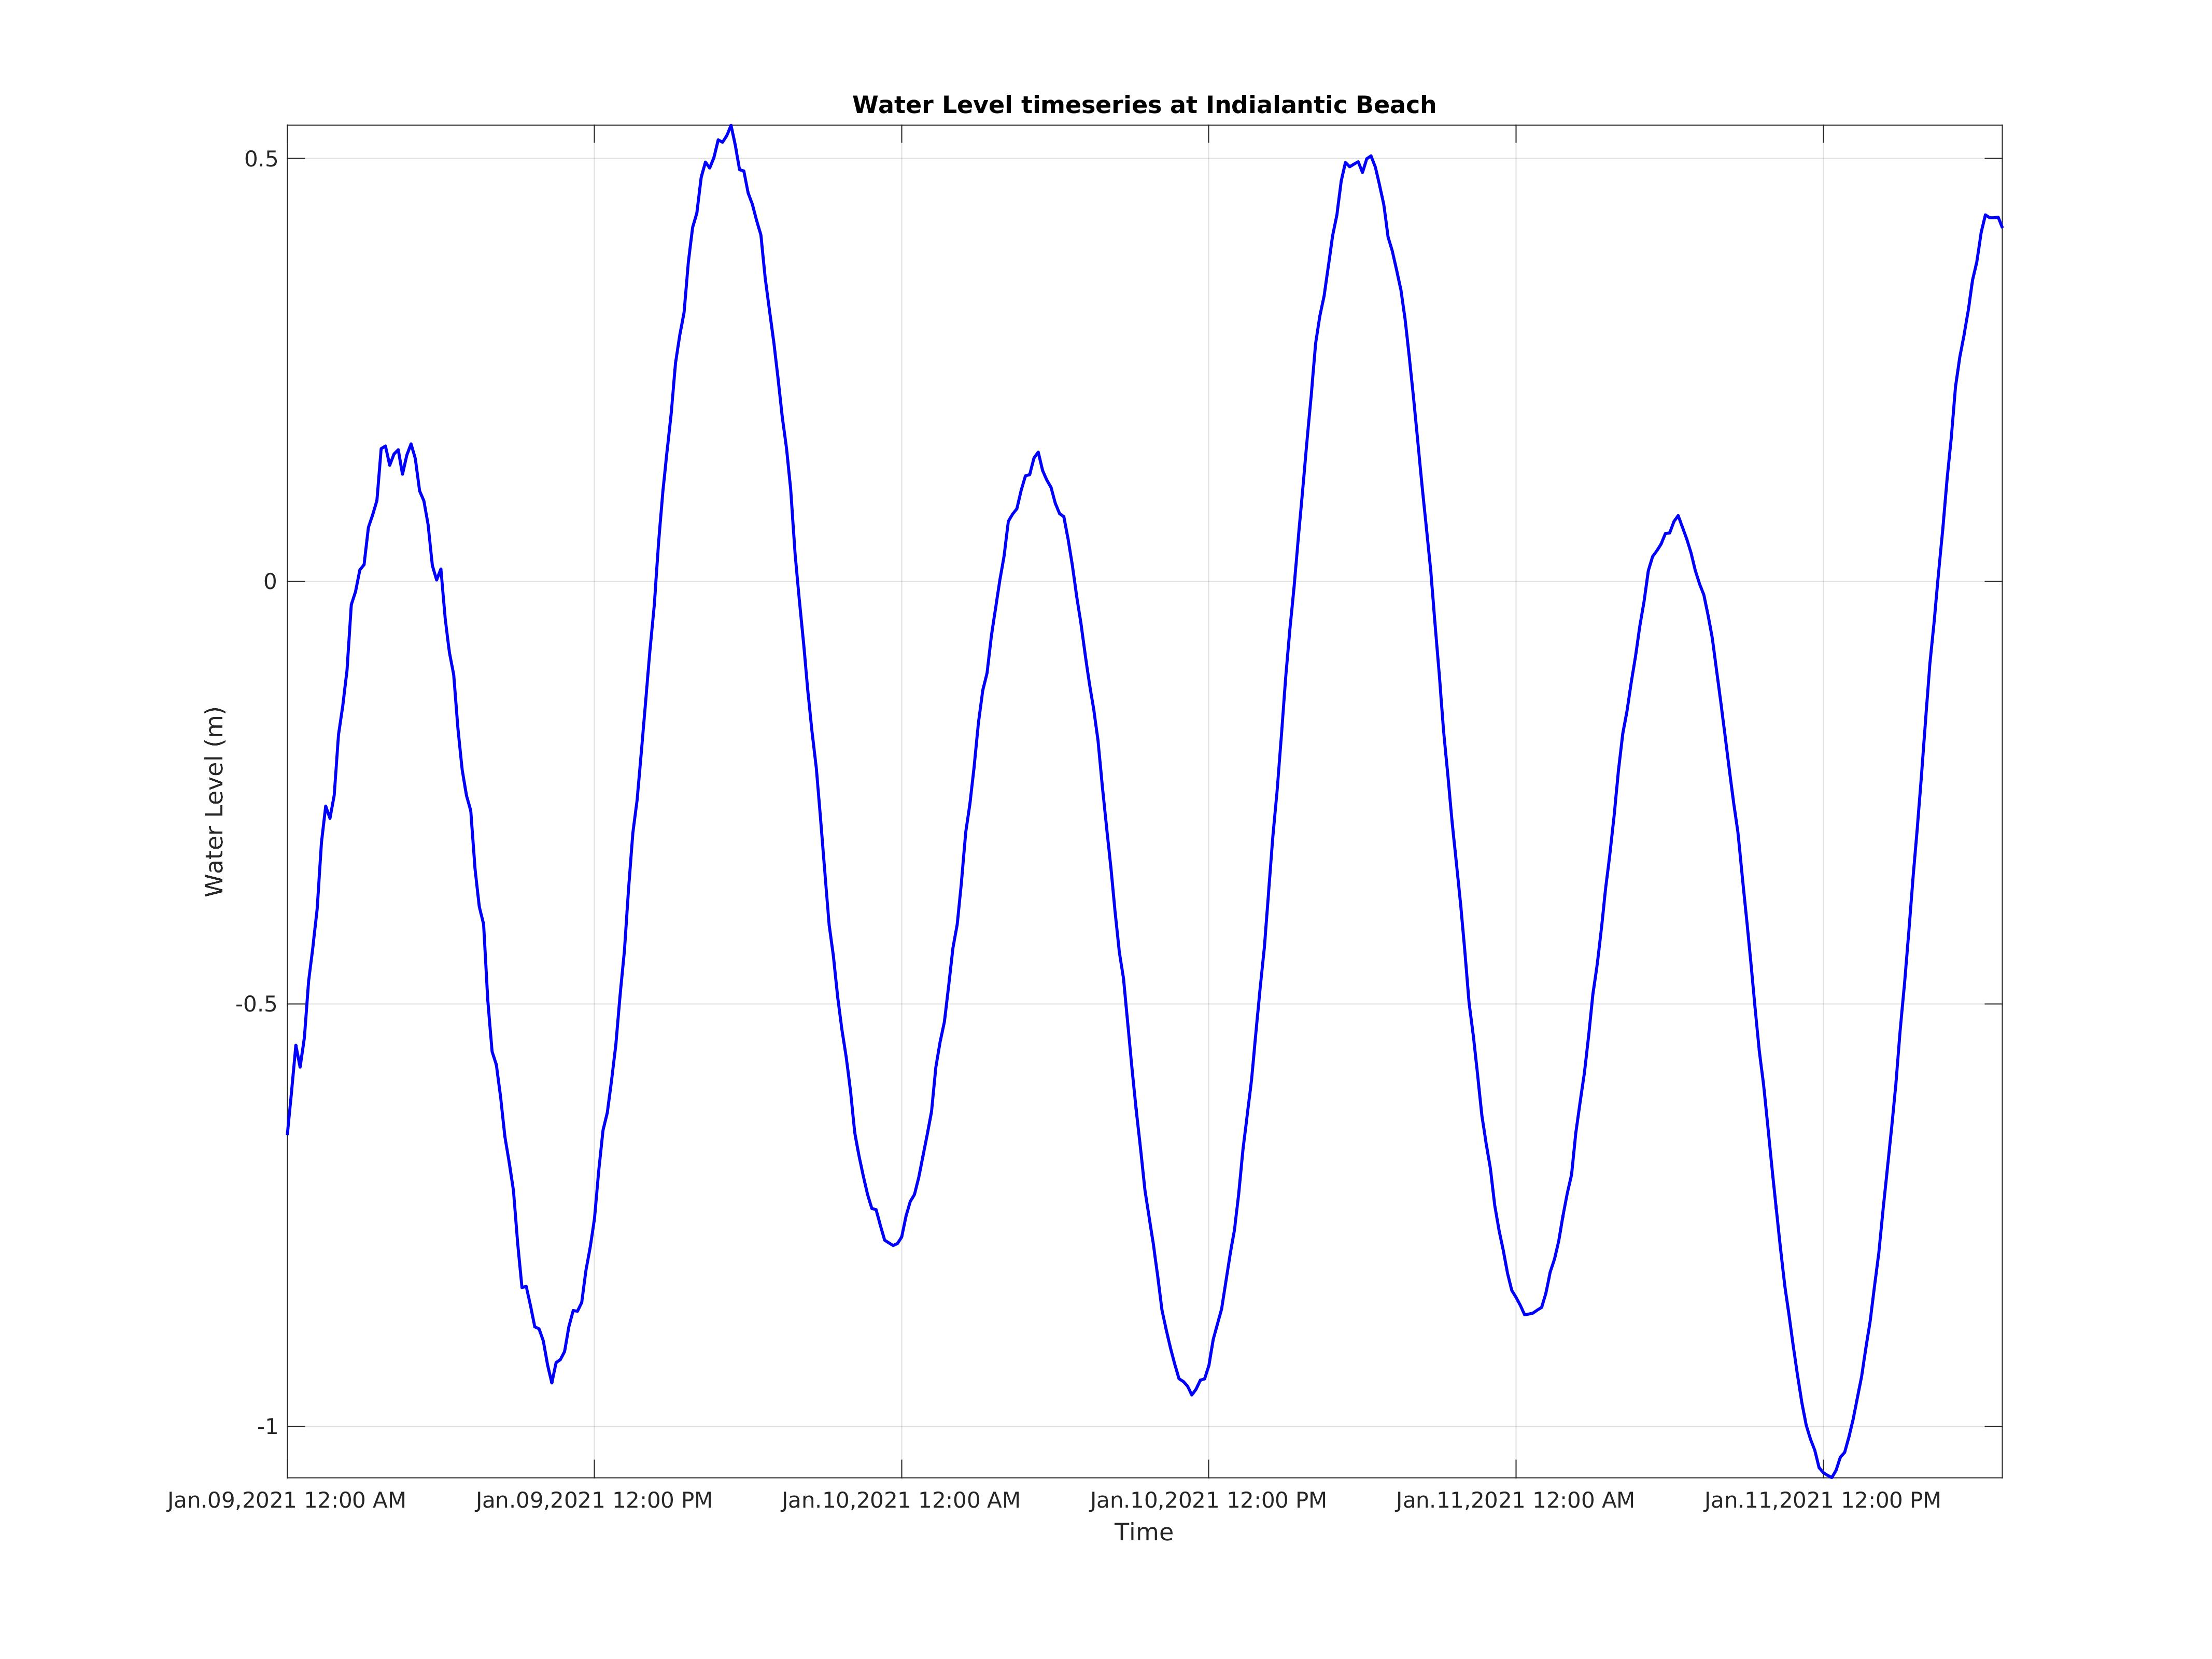 Water Level timeseries at Indialantic Beach
0.5
0
-0.5
-1
Water Level (m)
Jan.09,2021 12:00 AM
Jan.09,2021 12:00 PM
Jan.10,2021 12:00 AM
Jan.10,2021 12:00 PM
Jan.11,2021 12:00 AM
Jan.11,2021 12:00 PM
Time